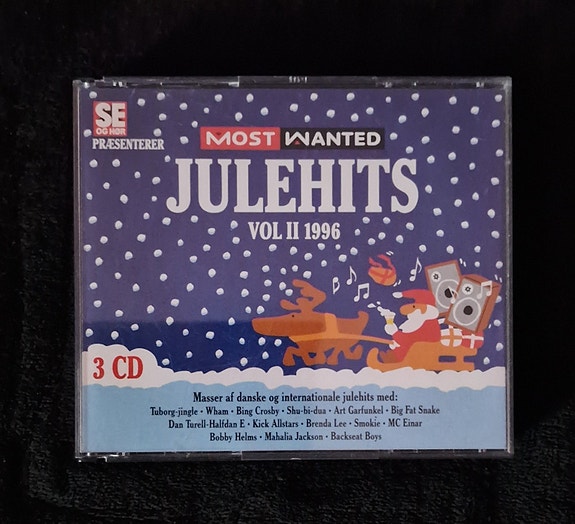 SE
OG HØR
PRÆSENTERER
MOST WANTED
JULEHITS
VOL II 1996
3 CD
Masser af danske og internationale julehits med:
Tuborg-jingle · Wham · Bing Crosby · Shu-bi-dua · Art Garfunkel · Big Fat Snake
Dan Turell-Halfdan E · Kick Allstars · Brenda Lee · Smokie · MC Einar
Bobby Helms · Mahalia Jackson · Backseat Boys